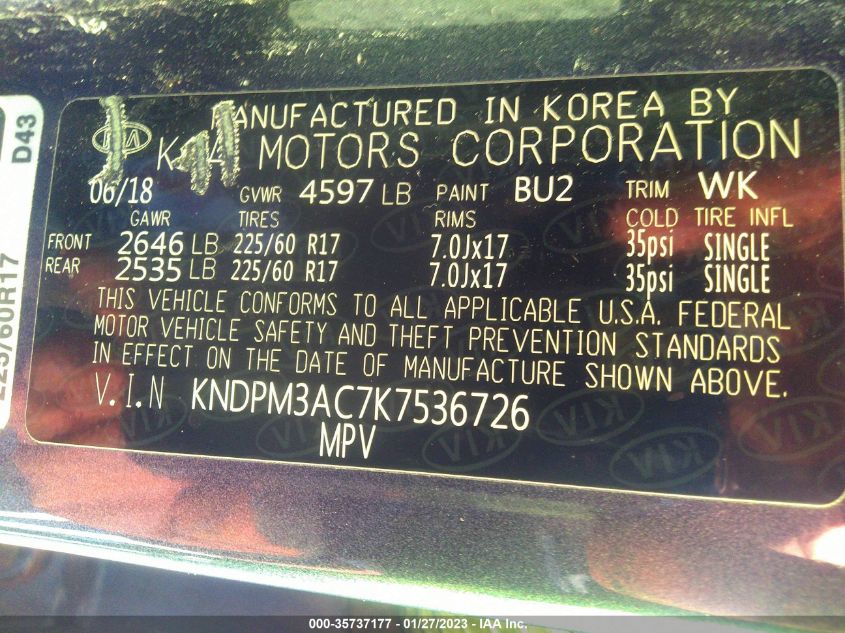 MANUFACTURED IN KOREA BY
KIA MOTORS CORPORATION
06/18 GVWR 4597 LB PAINT BU2 TRIM WK
GAWR TIRES RIMS COLD TIRE INFL
FRONT 2646 LB 225/60 R17 7.0Jx17 35psi SINGLE
REAR 2535 LB 225/60 R17 7.0Jx17 35psi SINGLE
THIS VEHICLE CONFORMS TO ALL APPLICABLE U.S.A. FEDERAL
MOTOR VEHICLE SAFETY AND THEFT PREVENTION STANDARDS
IN EFFECT ON THE DATE OF MANUFACTURE SHOWN ABOVE.
V.I.N KNDPM3AC7K7536726
MPV
D43
225/60R17
000-35737177 - 01/27/2023 - IAA Inc.